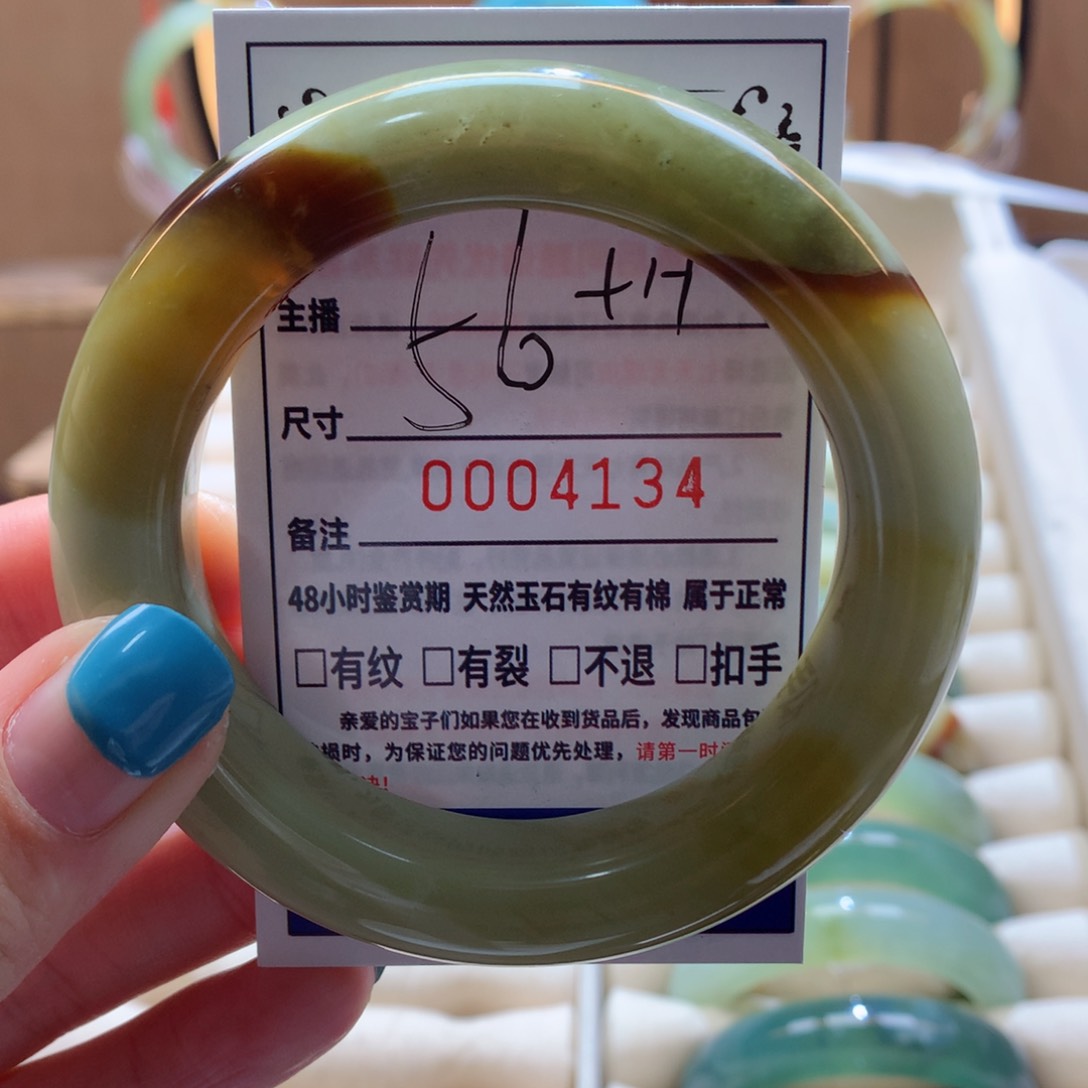 主播
56 +H
尺寸
0004134
备注
48小时鉴赏期 天然玉石有纹有棉 属于正常
□有纹 □有裂 □不退 □扣手
亲爱的宝子们如果您在收到货品后，发现商品包
损时，为保证您的问题优先处理，请第一时
决！